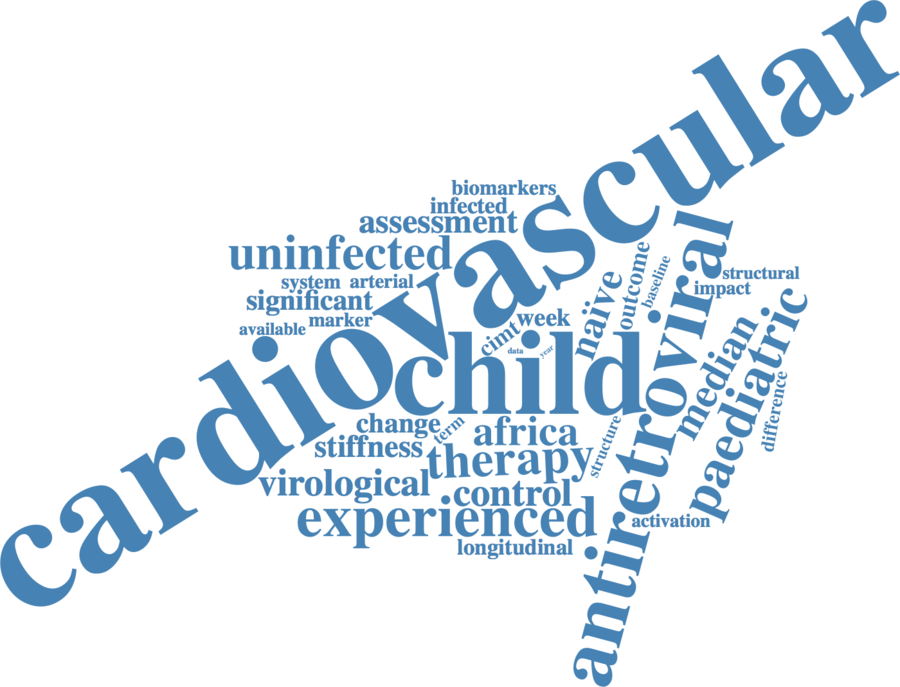 cardiovascular
biomarkers
infected
assessment
uninfected
system
arterial
significant
marker
available
cimt
week
data
year
child
naïve
outcome
baseline
structural
impact
antiretroviral
median
paediatric
difference
change
term
africa
stiffness
therapy
structure
virological
control
experienced
activation
longitudinal